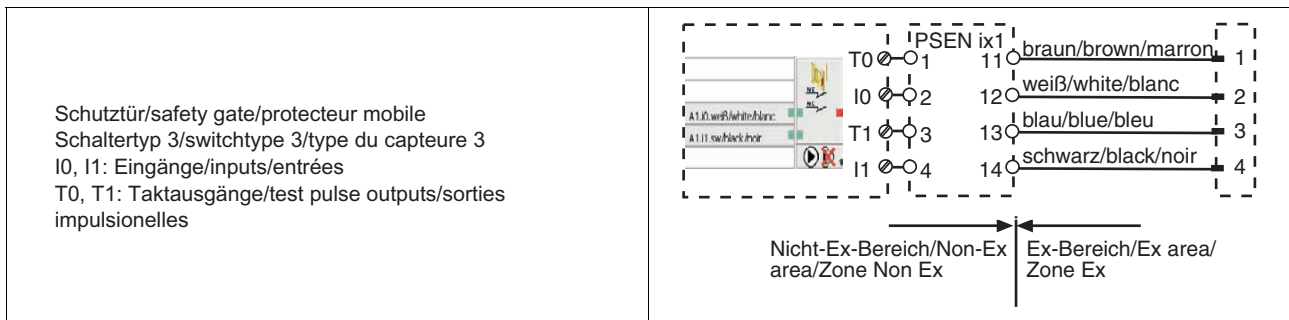 Schutztür/safety gate/protecteur mobile
Schaltertyp 3/switchtype 3/type du capteure 3
I0, I1: Eingänge/inputs/entrées
T0, T1: Taktausgänge/test pulse outputs/sorties
impulsionelles
PSEN ix1
T0 1 11 braun/brown/marron 1
I0 2 12 weiß/white/blanc 2
A1.i0.weß/white/blanc
T1 3 13 blau/blue/bleu 3
A1.I1.sw/black/noir
I1 4 14 schwarz/black/noir 4
Nicht-Ex-Bereich/Non-Ex
area/Zone Non Ex
Ex-Bereich/Ex area/
Zone Ex